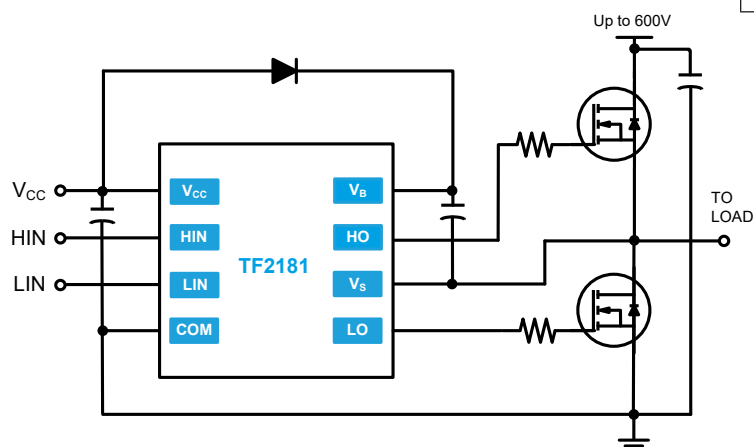 Up to 600V
VCC
HIN
LIN
VCC
HIN
LIN
COM
TF2181
VB
HO
VS
LO
TO
LOAD